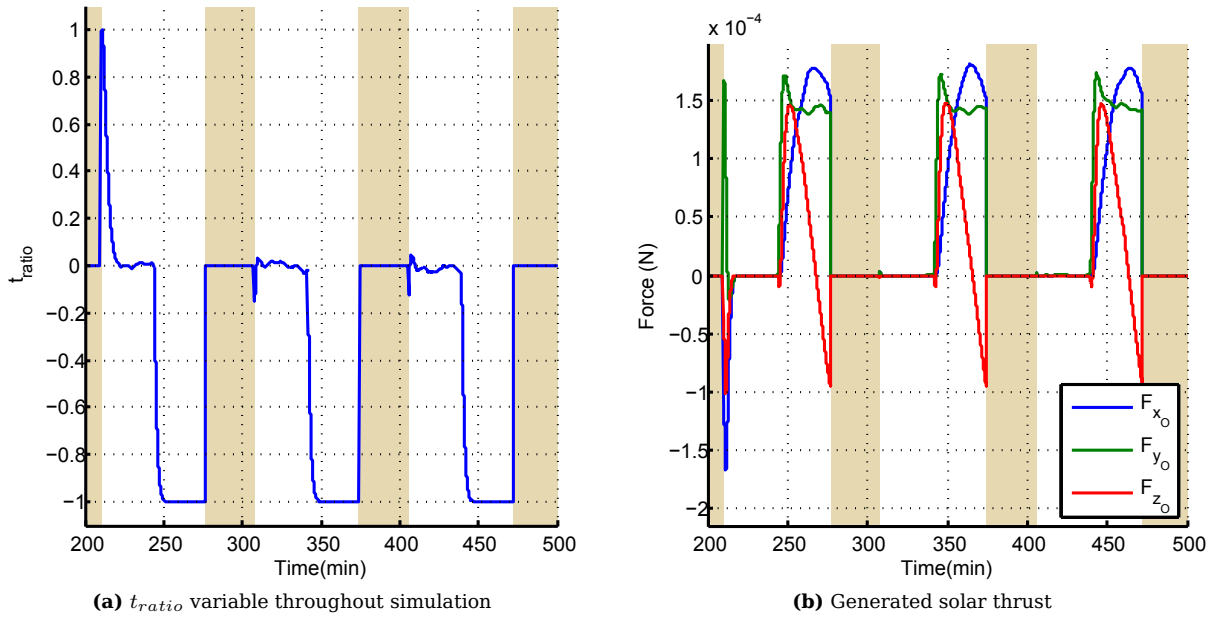 1
0.8
0.6
0.4
0.2
0
−0.2
−0.4
−0.6
−0.8
−1
t_ratio
200 250 300 350 400 450 500
Time(min)
(a) t_ratio variable throughout simulation
x 10^−4
1.5
1
0.5
0
−0.5
−1
−1.5
−2
Force (N)
F_x_O
F_y_O
F_z_O
200 250 300 350 400 450 500
Time(min)
(b) Generated solar thrust